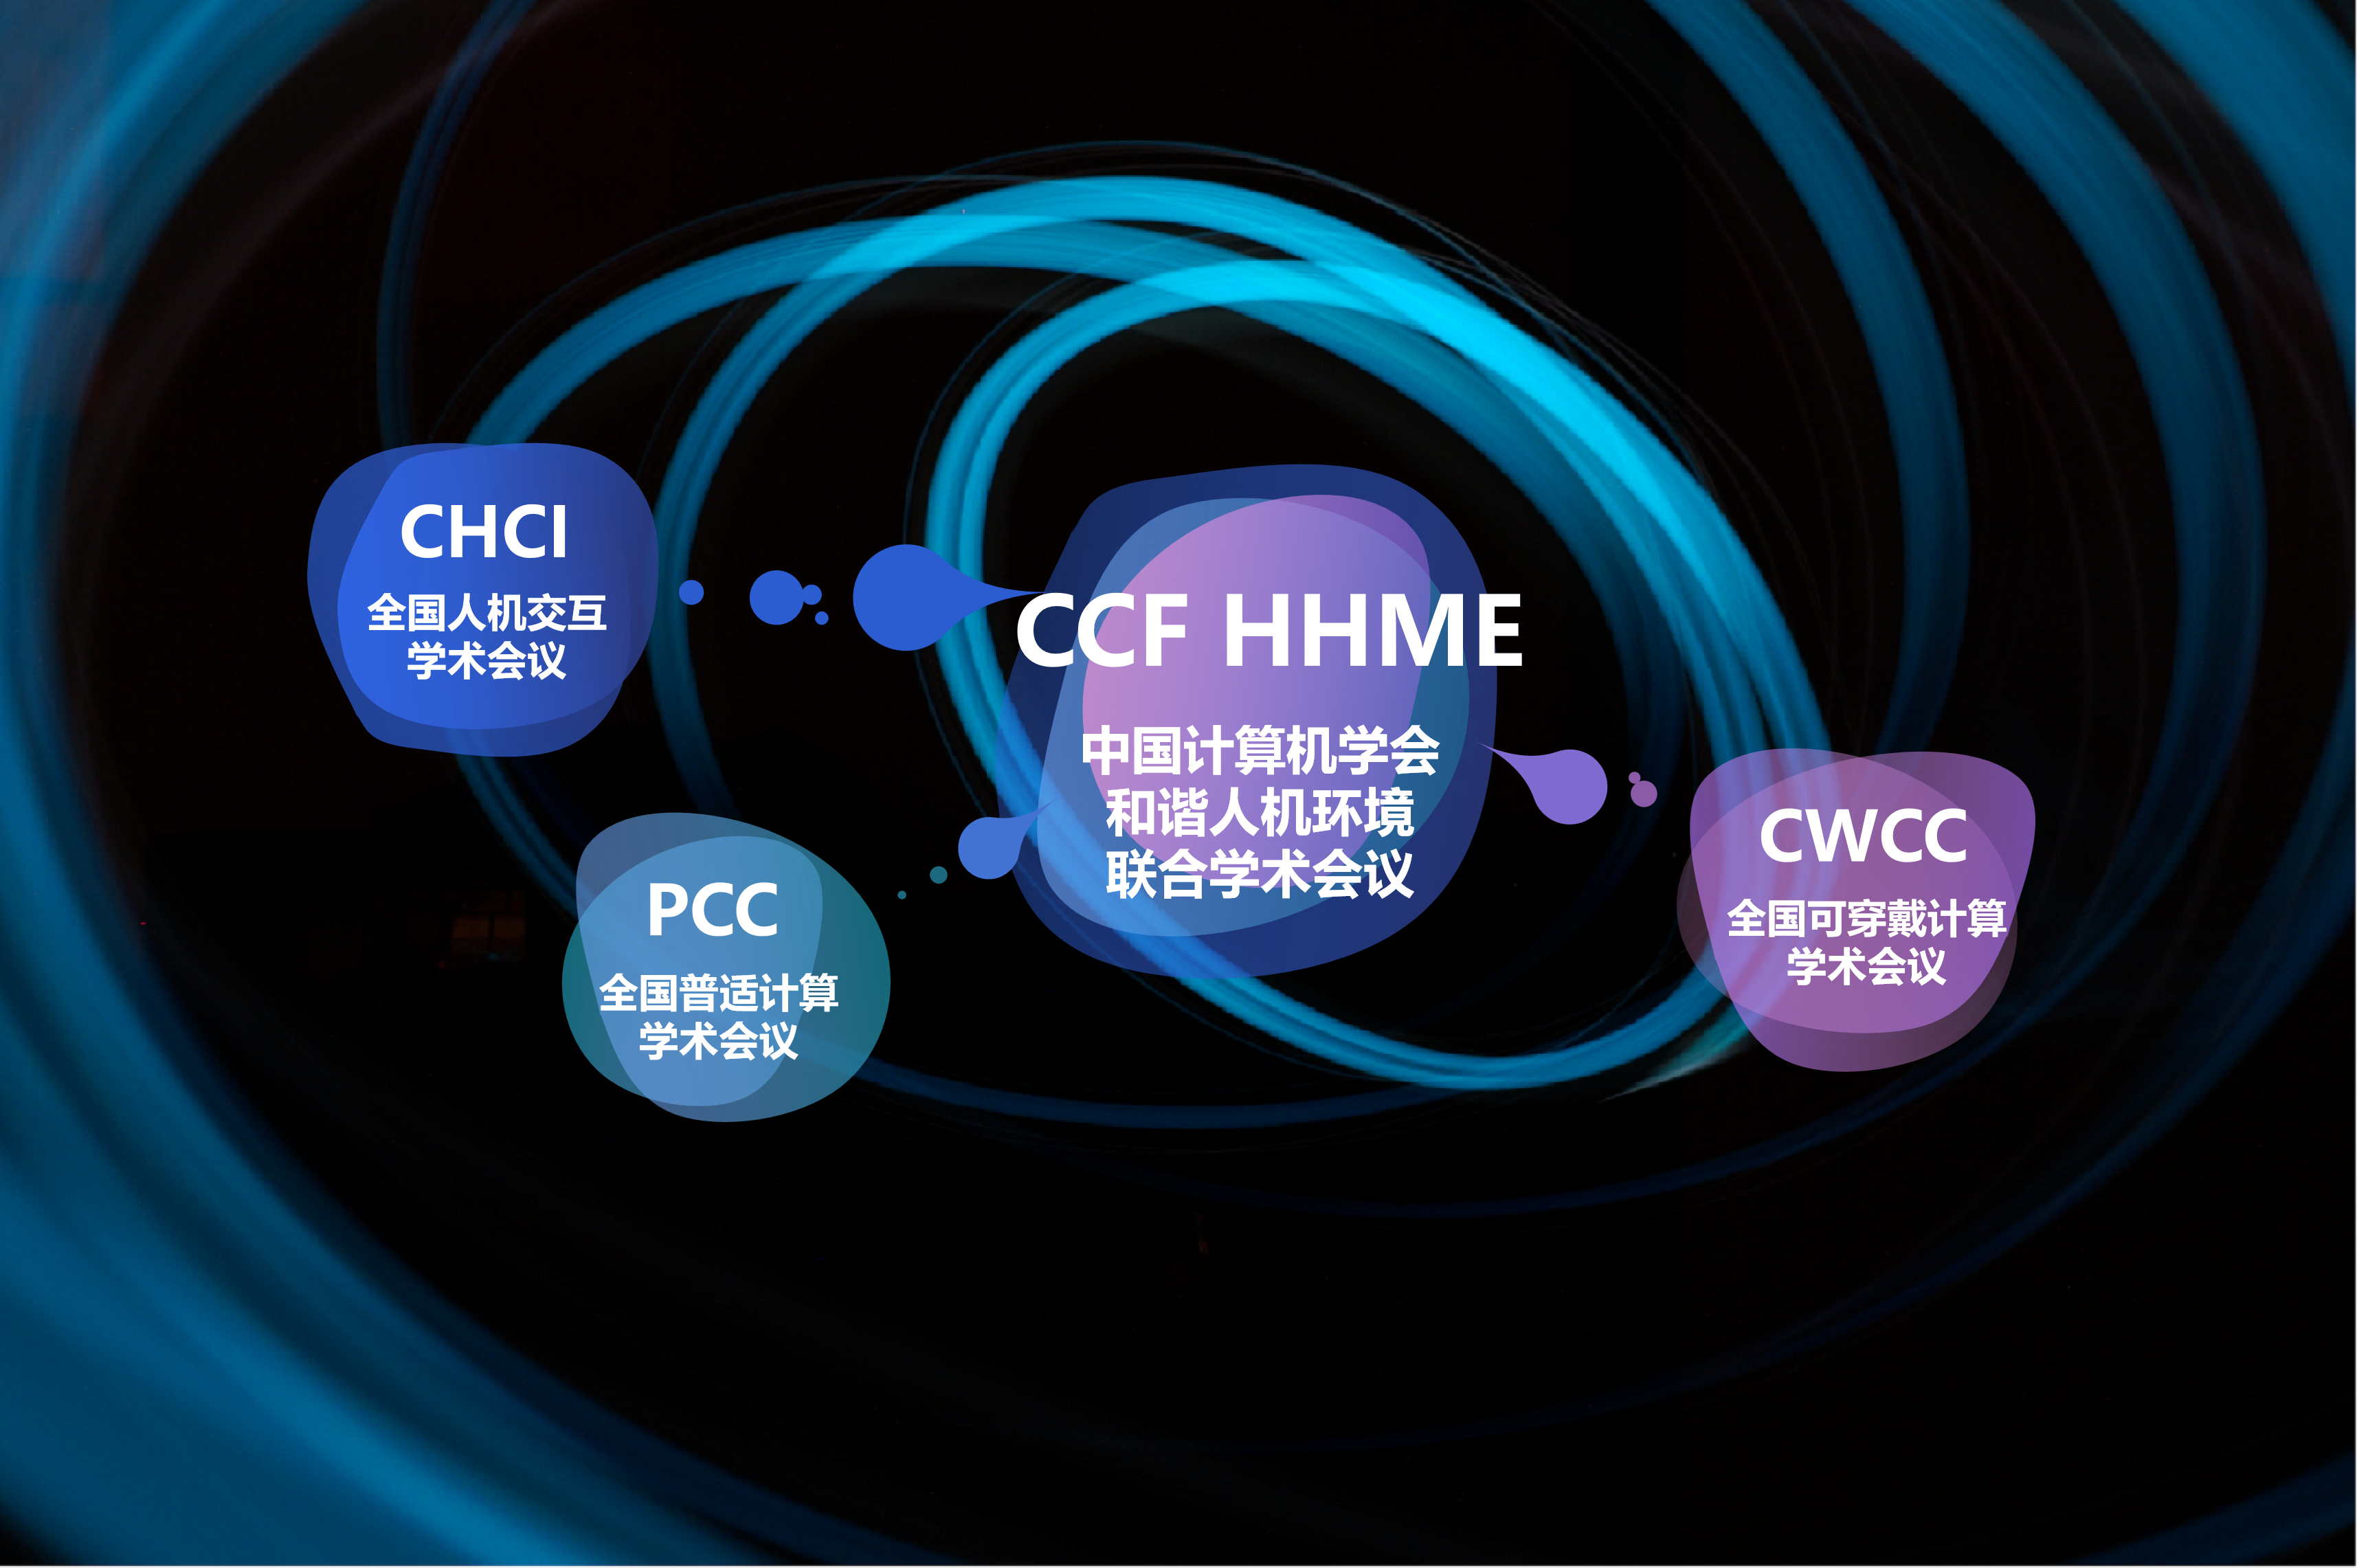 CHCI
全国人机交互
学术会议
CCF HHME
中国计算机学会
和谐人机环境
联合学术会议
PCC
全国普适计算
学术会议
CWCC
全国可穿戴计算
学术会议